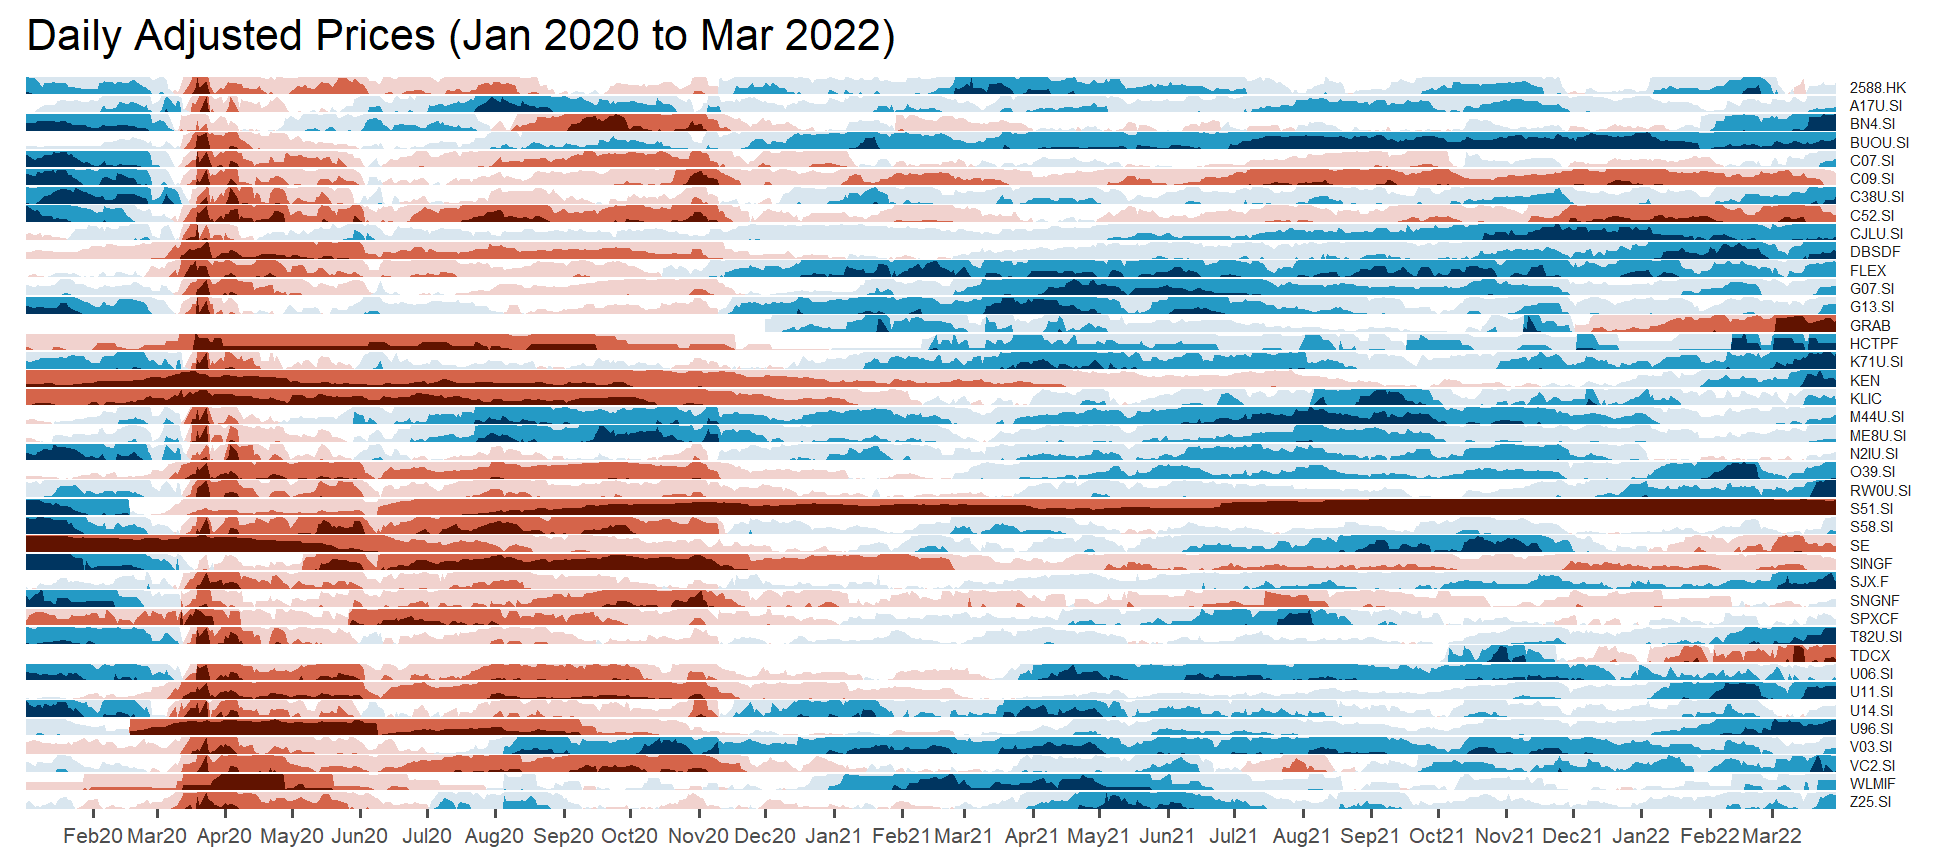 Daily Adjusted Prices (Jan 2020 to Mar 2022)
2588.HK
A17U.SI
BN4.SI
BUOU.SI
C07.SI
C09.SI
C38U.SI
C52.SI
CJLU.SI
DBSDF
FLEX
G07.SI
G13.SI
GRAB
HCTPF
K71U.SI
KEN
KLIC
M44U.SI
ME8U.SI
N2IU.SI
O39.SI
RW0U.SI
S51.SI
S58.SI
SE
SINGF
SJX.F
SNGNF
SPXCF
T82U.SI
TDCX
U06.SI
U11.SI
U14.SI
U96.SI
V03.SI
VC2.SI
WLMIF
Z25.SI
Feb20 Mar20 Apr20 May20 Jun20 Jul20 Aug20 Sep20 Oct20 Nov20 Dec20 Jan21 Feb21 Mar21 Apr21 May21 Jun21 Jul21 Aug21 Sep21 Oct21 Nov21 Dec21 Jan22 Feb22 Mar22